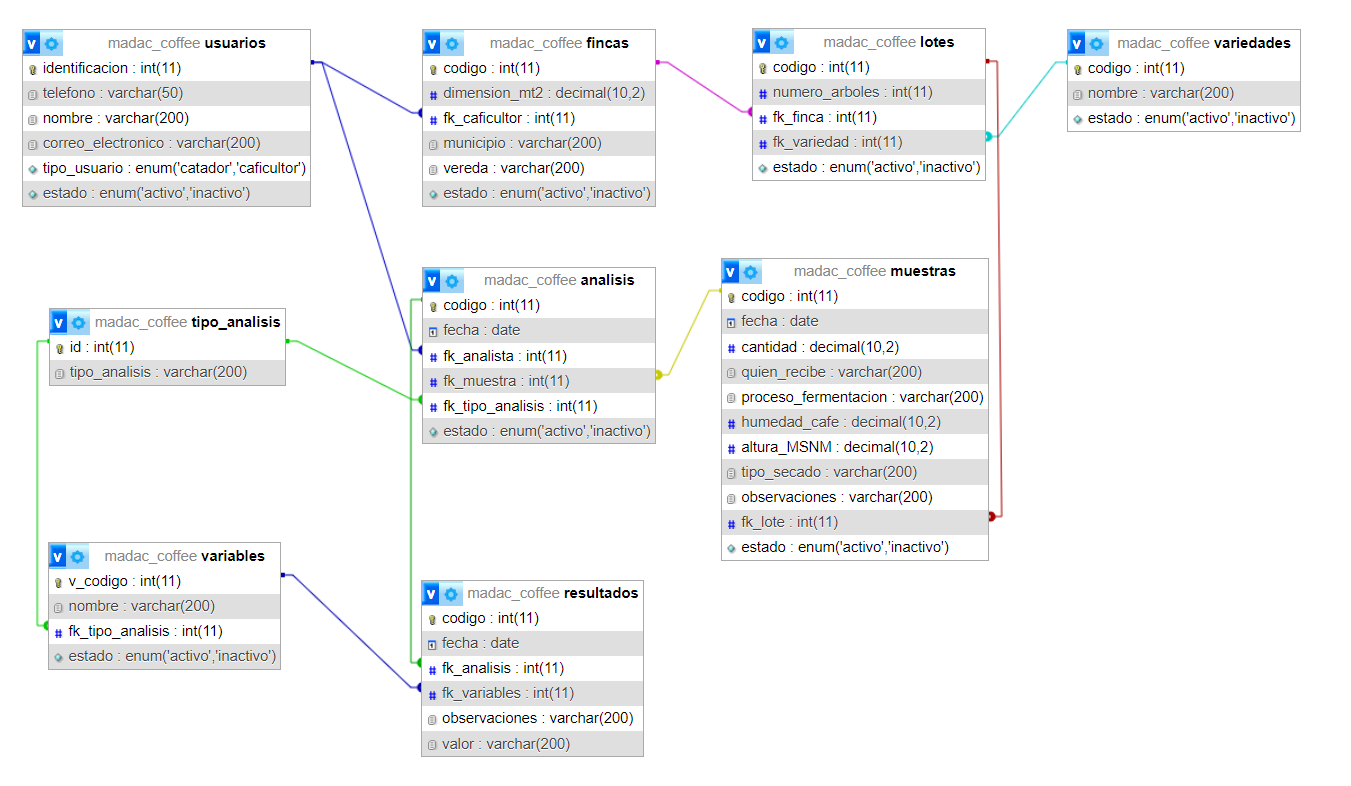 v madac_coffee usuarios
identificacion : int(11)
telefono : varchar(50)
nombre : varchar(200)
correo_electronico : varchar(200)
tipo_usuario : enum('catador','caficultor')
estado : enum('activo','inactivo')
v madac_coffee fincas
codigo : int(11)
dimension_mt2 : decimal(10,2)
fk_caficultor : int(11)
municipio : varchar(200)
vereda : varchar(200)
estado : enum('activo','inactivo')
v madac_coffee lotes
codigo : int(11)
numero_arboles : int(11)
fk_finca : int(11)
fk_variedad : int(11)
estado : enum('activo','inactivo')
v madac_coffee variedades
codigo : int(11)
nombre : varchar(200)
estado : enum('activo','inactivo')
v madac_coffee tipo_analisis
id : int(11)
tipo_analisis : varchar(200)
v madac_coffee analisis
codigo : int(11)
fecha : date
fk_analista : int(11)
fk_muestra : int(11)
fk_tipo_analisis : int(11)
estado : enum('activo','inactivo')
v madac_coffee muestras
codigo : int(11)
fecha : date
cantidad : decimal(10,2)
quien_recibe : varchar(200)
proceso_fermentacion : varchar(200)
humedad_cafe : decimal(10,2)
altura_MSNM : decimal(10,2)
tipo_secado : varchar(200)
observaciones : varchar(200)
fk_lote : int(11)
estado : enum('activo','inactivo')
v madac_coffee variables
v_codigo : int(11)
nombre : varchar(200)
fk_tipo_analisis : int(11)
estado : enum('activo','inactivo')
v madac_coffee resultados
codigo : int(11)
fecha : date
fk_analisis : int(11)
fk_variables : int(11)
observaciones : varchar(200)
valor : varchar(200)